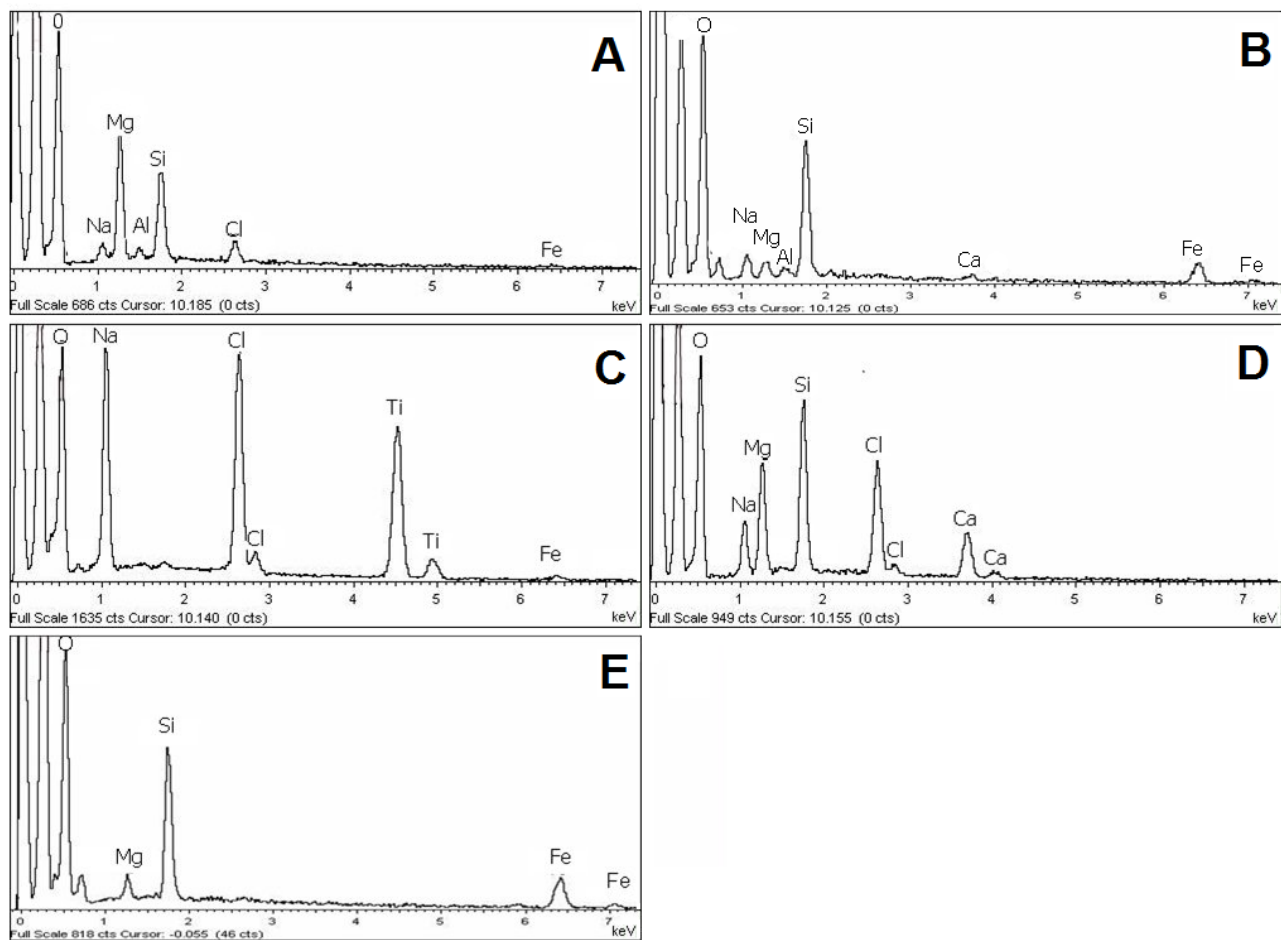 0
A
Mg
Si
Na
Al
Cl
Fe
0 1 2 3 4 5 6 7
Full Scale 686 cts Cursor: 10.185 (0 cts)
keV
O
B
Si
Na
Mg
Al
Ca
Fe
Fe
0 1 2 3 4 5 6 7
Full Scale 653 cts Cursor: 10.125 (0 cts)
keV
O
Na
Cl
C
Ti
Cl
Ti
Fe
0 1 2 3 4 5 6 7
Full Scale 1635 cts Cursor: 10.140 (0 cts)
keV
O
D
Si
Mg
Cl
Na
Ca
Cl
Ca
0 1 2 3 4 5 6 7
Full Scale 949 cts Cursor: 10.155 (0 cts)
keV
O
E
Si
Mg
Fe
Fe
0 1 2 3 4 5 6 7
Full Scale 818 cts Cursor: -0.055 (46 cts)
keV